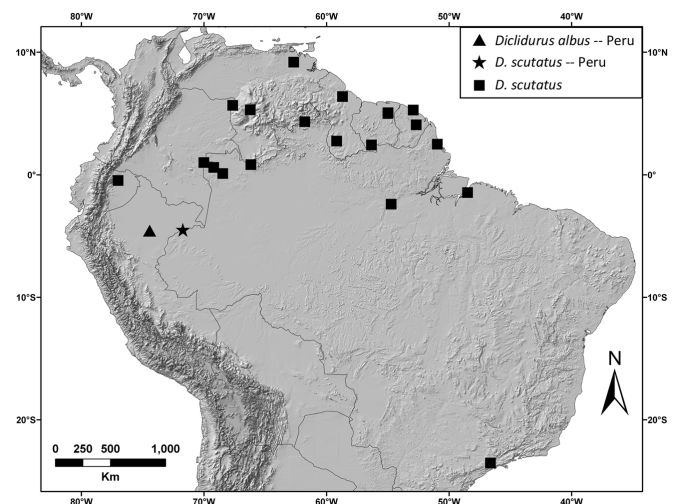 80°W 70°W 60°W 50°W 40°W
10°N 10°N
Diclidurus albus -- Peru
D. scutatus -- Peru
D. scutatus
0° 0°
10°S 10°S
N
20°S 20°S
0 250 500 1,000
Km
80°W 70°W 60°W 50°W 40°W